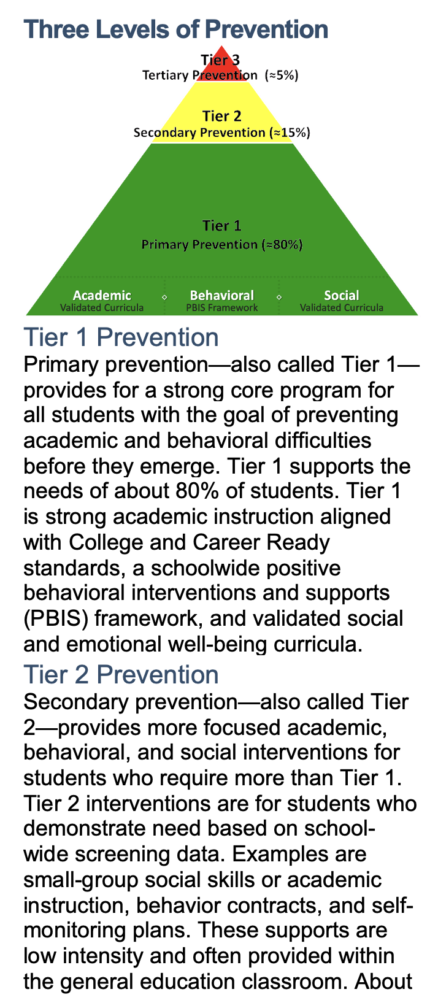 Three Levels of Prevention
Tier 3
Tertiary Prevention (≈5%)
Tier 2
Secondary Prevention (≈15%)
Tier 1
Primary Prevention (≈80%)
Academic ◇ Behavioral ◇ Social
Validated Curricula PBIS Framework Validated Curricula
Tier 1 Prevention
Primary prevention—also called Tier 1—
provides for a strong core program for
all students with the goal of preventing
academic and behavioral difficulties
before they emerge. Tier 1 supports the
needs of about 80% of students. Tier 1
is strong academic instruction aligned
with College and Career Ready
standards, a schoolwide positive
behavioral interventions and supports
(PBIS) framework, and validated social
and emotional well-being curricula.
Tier 2 Prevention
Secondary prevention—also called Tier
2—provides more focused academic,
behavioral, and social interventions for
students who require more than Tier 1.
Tier 2 interventions are for students who
demonstrate need based on school-
wide screening data. Examples are
small-group social skills or academic
instruction, behavior contracts, and self-
monitoring plans. These supports are
low intensity and often provided within
the general education classroom. About